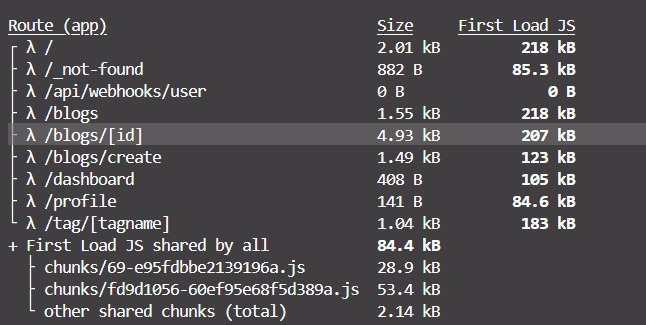 Route (app) Size First Load JS
┌ λ / 2.01 kB 218 kB
├ λ /_not-found 882 B 85.3 kB
├ λ /api/webhooks/user 0 B 0 B
├ λ /blogs 1.55 kB 218 kB
├ λ /blogs/[id] 4.93 kB 207 kB
├ λ /blogs/create 1.49 kB 123 kB
├ λ /dashboard 408 B 105 kB
├ λ /profile 141 B 84.6 kB
└ λ /tag/[tagname] 1.04 kB 183 kB
+ First Load JS shared by all 84.4 kB
├ chunks/69-e95fdbbe2139196a.js 28.9 kB
├ chunks/fd9d1056-60ef95e68f5d389a.js 53.4 kB
└ other shared chunks (total) 2.14 kB